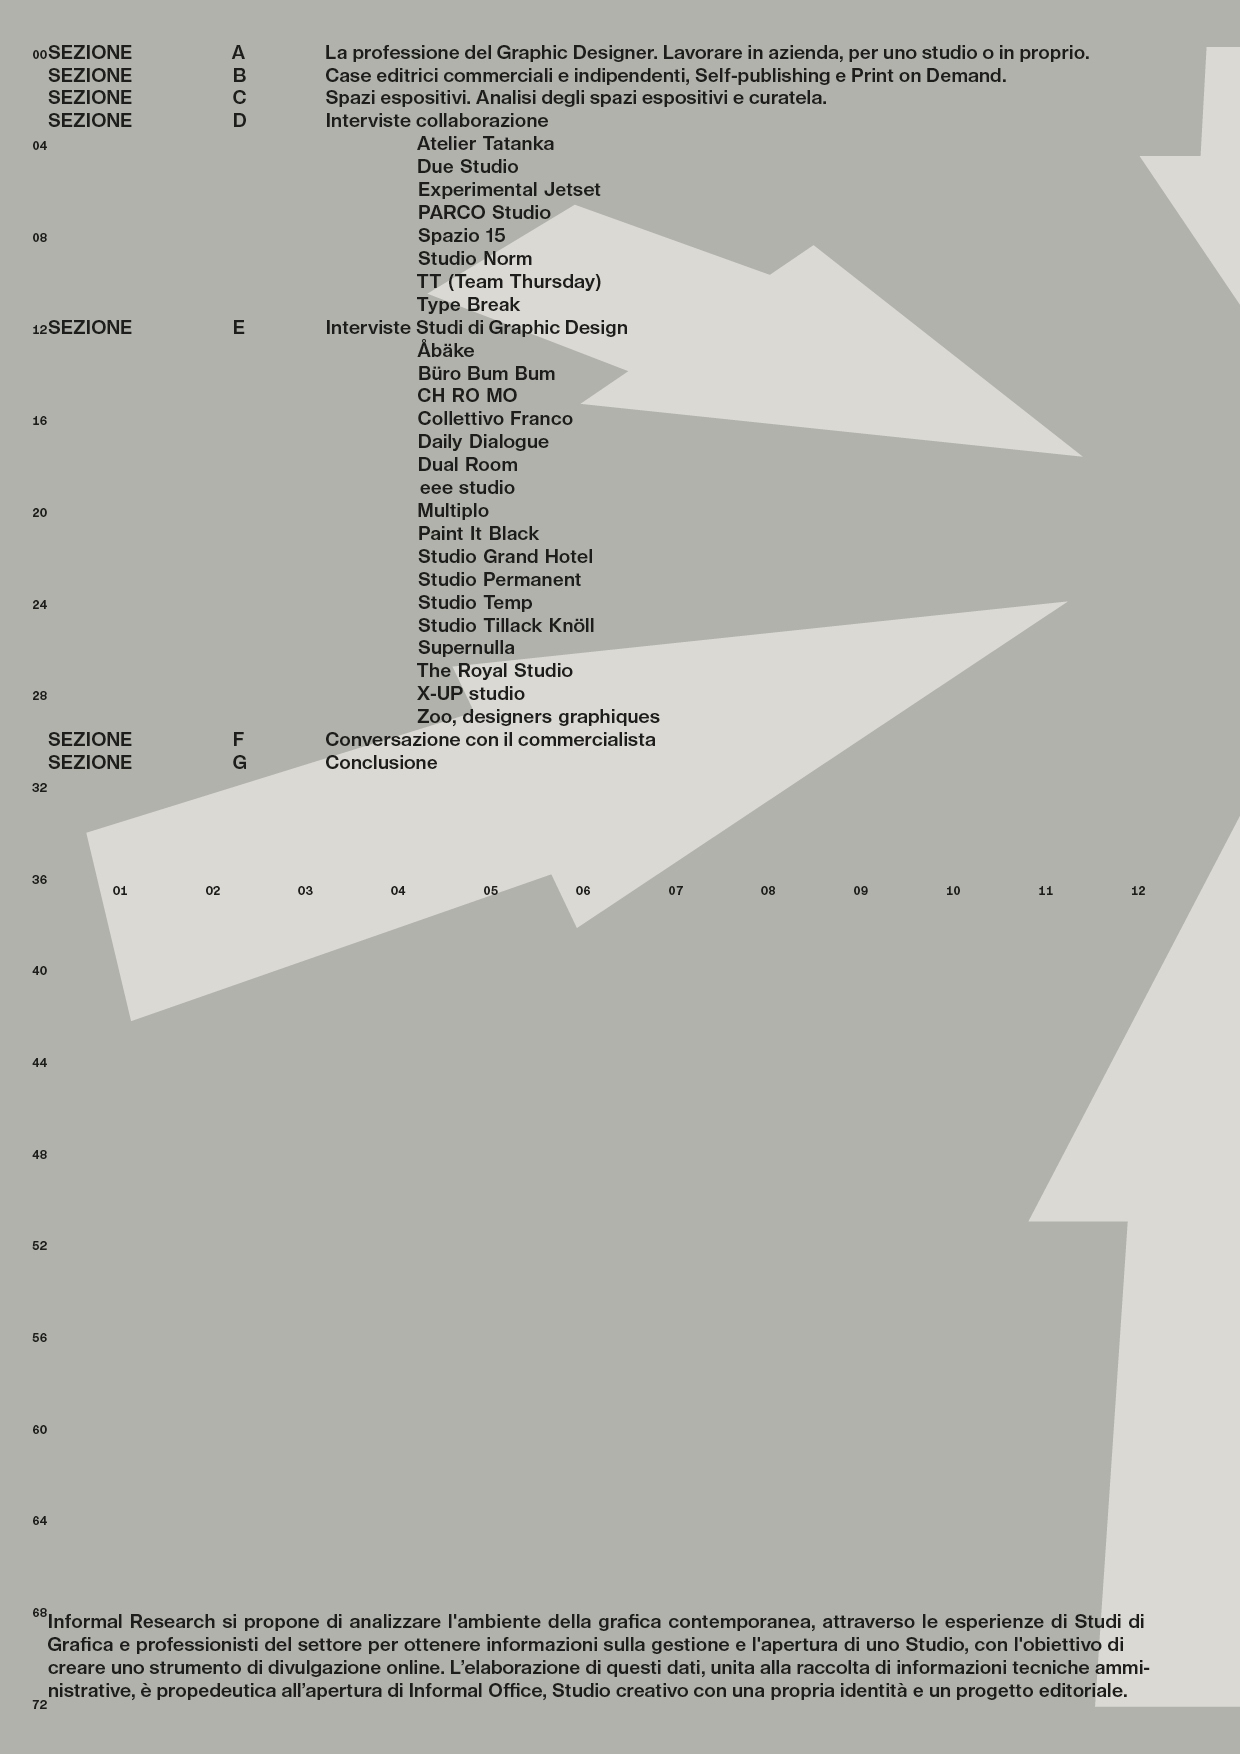 00 SEZIONE A La professione del Graphic Designer. Lavorare in azienda, per uno studio o in proprio.
SEZIONE B Case editrici commerciali e indipendenti, Self-publishing e Print on Demand.
SEZIONE C Spazi espositivi. Analisi degli spazi espositivi e curatela.
SEZIONE D Interviste collaborazione
04 Atelier Tatanka
Due Studio
Experimental Jetset
PARCO Studio
08 Spazio 15
Studio Norm
TT (Team Thursday)
Type Break
12 SEZIONE E Interviste Studi di Graphic Design
Åbäke
Büro Bum Bum
CH RO MO
16 Collettivo Franco
Daily Dialogue
Dual Room
eee studio
20 Multiplo
Paint It Black
Studio Grand Hotel
Studio Permanent
24 Studio Temp
Studio Tillack Knöll
Supernulla
The Royal Studio
28 X-UP studio
Zoo, designers graphiques
SEZIONE F Conversazione con il commercialista
SEZIONE G Conclusione
32
36
01 02 03 04 05 06 07 08 09 10 11 12
40
44
48
52
56
60
64
68 Informal Research si propone di analizzare l'ambiente della grafica contemporanea, attraverso le esperienze di Studi di
Grafica e professionisti del settore per ottenere informazioni sulla gestione e l'apertura di uno Studio, con l'obiettivo di
creare uno strumento di divulgazione online. L’elaborazione di questi dati, unita alla raccolta di informazioni tecniche ammi-
nistrative, è propedeutica all’apertura di Informal Office, Studio creativo con una propria identità e un progetto editoriale.
72